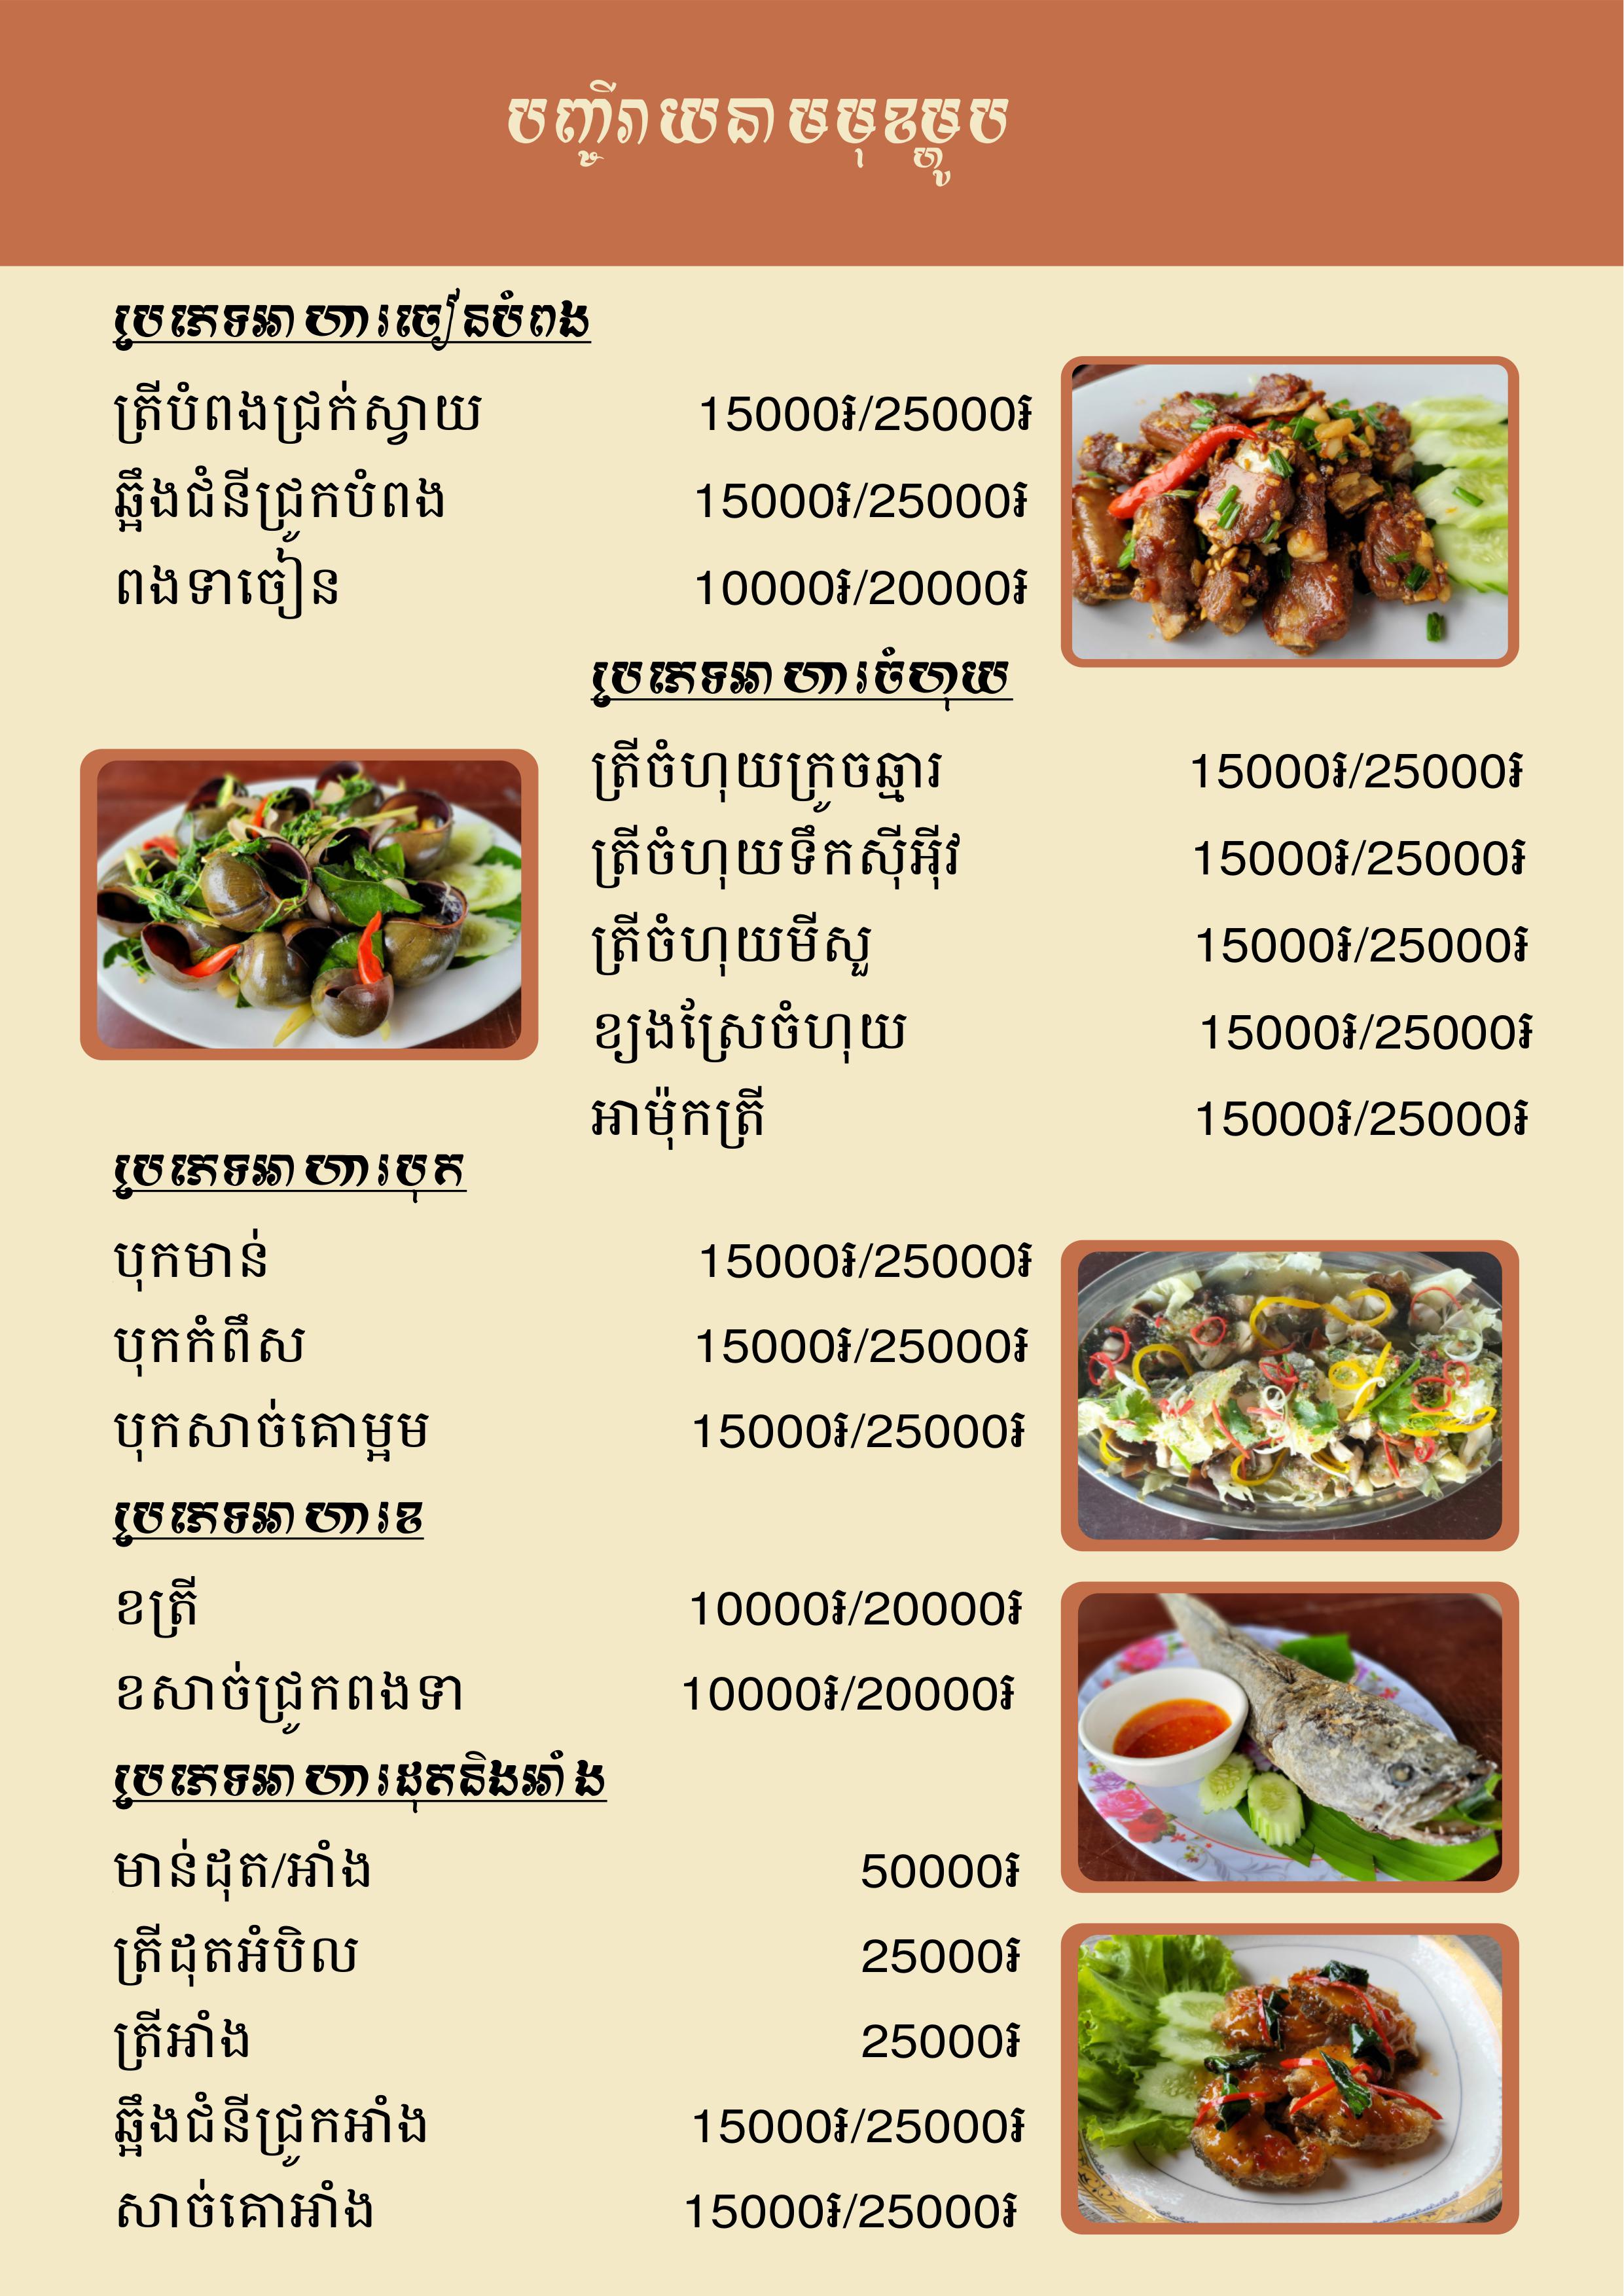 បញ្ជីរាយនាមមុខម្ហូប
ប្រភេទអាហារចៀនបំពង
ត្រីបំពងជ្រក់ស្វាយ 15000៛/25000៛
ឆ្អឹងជំនីជ្រូកបំពង 15000៛/25000៛
ពងទាចៀន 10000៛/20000៛
ប្រភេទអាហារចំហុយ
ត្រីចំហុយក្រូចឆ្មារ 15000៛/25000៛
ត្រីចំហុយទឹកស៊ីអ៊ីវ 15000៛/25000៛
ត្រីចំហុយមីសួ 15000៛/25000៛
ខ្យងស្រែចំហុយ 15000៛/25000៛
អាម៉ុកត្រី 15000៛/25000៛
ប្រភេទអាហារបុក
បុកមាន់ 15000៛/25000៛
បុកកំពឹស 15000៛/25000៛
បុកសាច់គោម្អម 15000៛/25000៛
ប្រភេទអាហារខ
ខត្រី 10000៛/20000៛
ខសាច់ជ្រូកពងទា 10000៛/20000៛
ប្រភេទអាហារដុតនិងអាំង
មាន់ដុត/អាំង 50000៛
ត្រីដុតអំបិល 25000៛
ត្រីអាំង 25000៛
ឆ្អឹងជំនីជ្រូកអាំង 15000៛/25000៛
សាច់គោអាំង 15000៛/25000៛